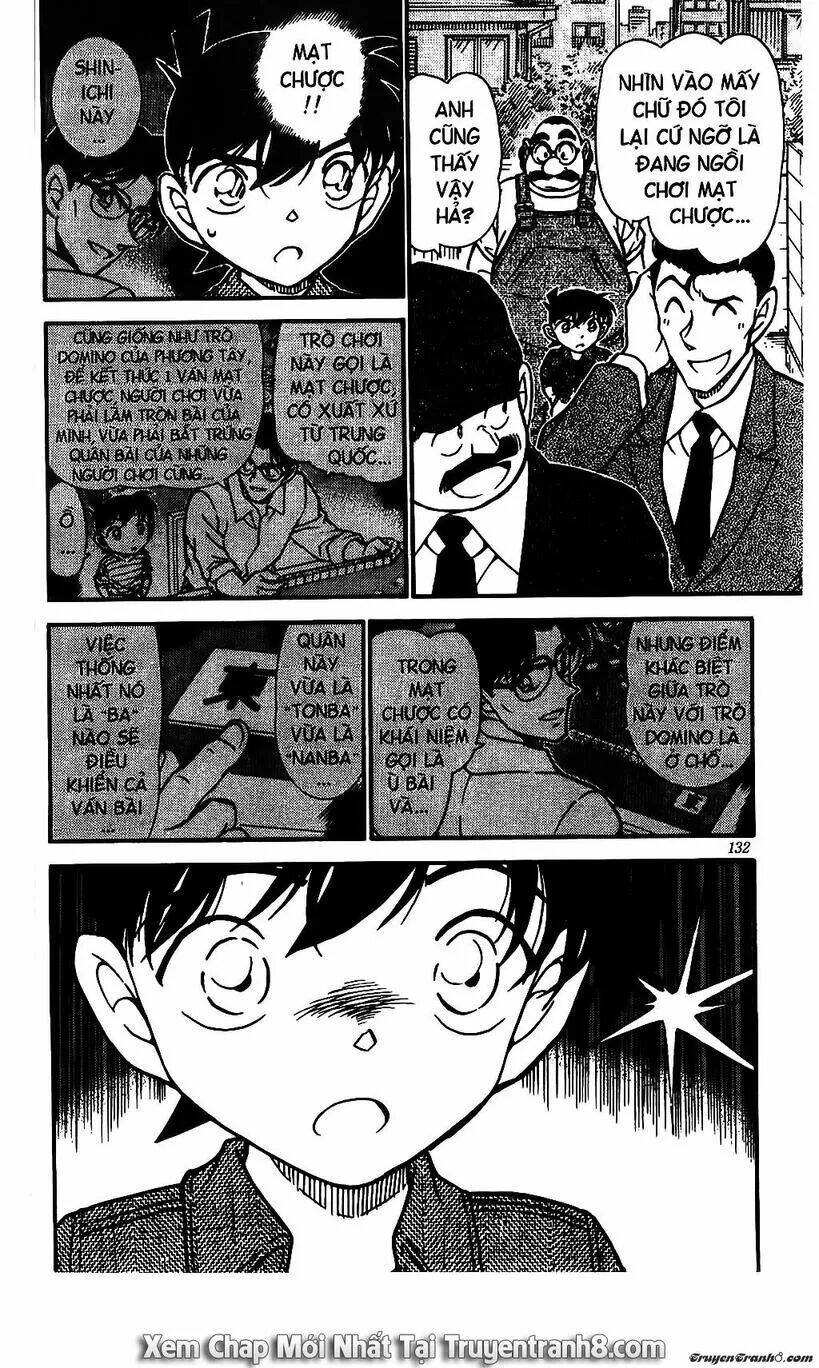 NHÌN VÀO MẤY
CHỮ ĐÓ TÔI
LẠI CỨ NGỠ LÀ
ĐANG NGỒI
CHƠI MẠT
CHƯỢC...
ANH
CŨNG
THẤY
VẬY
HẢ?
MẠT
CHƯỢC
!!
SHIN-
ICHI
NÀY
...
TRÒ CHƠI
NÀY GỌI LÀ
MẠT CHƯỢC,
CÓ XUẤT XỨ
TỪ TRUNG
QUỐC...
CŨNG GIỐNG NHƯ TRÒ
DOMINO CỦA PHƯƠNG TÂY,
ĐỂ KẾT THÚC 1 VÁN MẠT
CHƯỢC, NGƯỜI CHƠI VỪA
PHẢI LÀM TRÒN BÀI CỦA
MÌNH, VỪA PHẢI BẮT TRÚNG
QUÂN BÀI CỦA NHỮNG
NGƯỜI CHƠI CÙNG...
Ồ
...
NHƯNG ĐIỂM
KHÁC BIỆT
GIỮA TRÒ
NÀY VỚI TRÒ
DOMINO LÀ
Ở CHỖ...
TRONG
MẠT
CHƯỢC CÓ
KHÁI NIỆM
GỌI LÀ
Ù BÀI
VÀ...
QUÂN
NÀY
VỪA LÀ
"TONBA"
VỪA LÀ
"NANBA"
...
VIỆC
THỐNG
NHẤT NÓ
LÀ "BA"
NÀO SẼ
ĐIỀU
KHIỂN CẢ
VÁN BÀI
...
東
132
Xem Chap Mới Nhất Tại Truyentranh8.com
TruyenTranh8.com